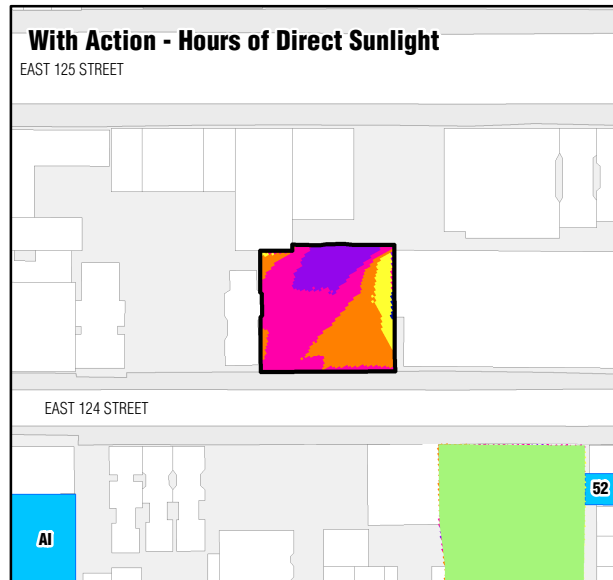 With Action - Hours of Direct Sunlight
EAST 125 STREET
EAST 124 STREET
52
AI